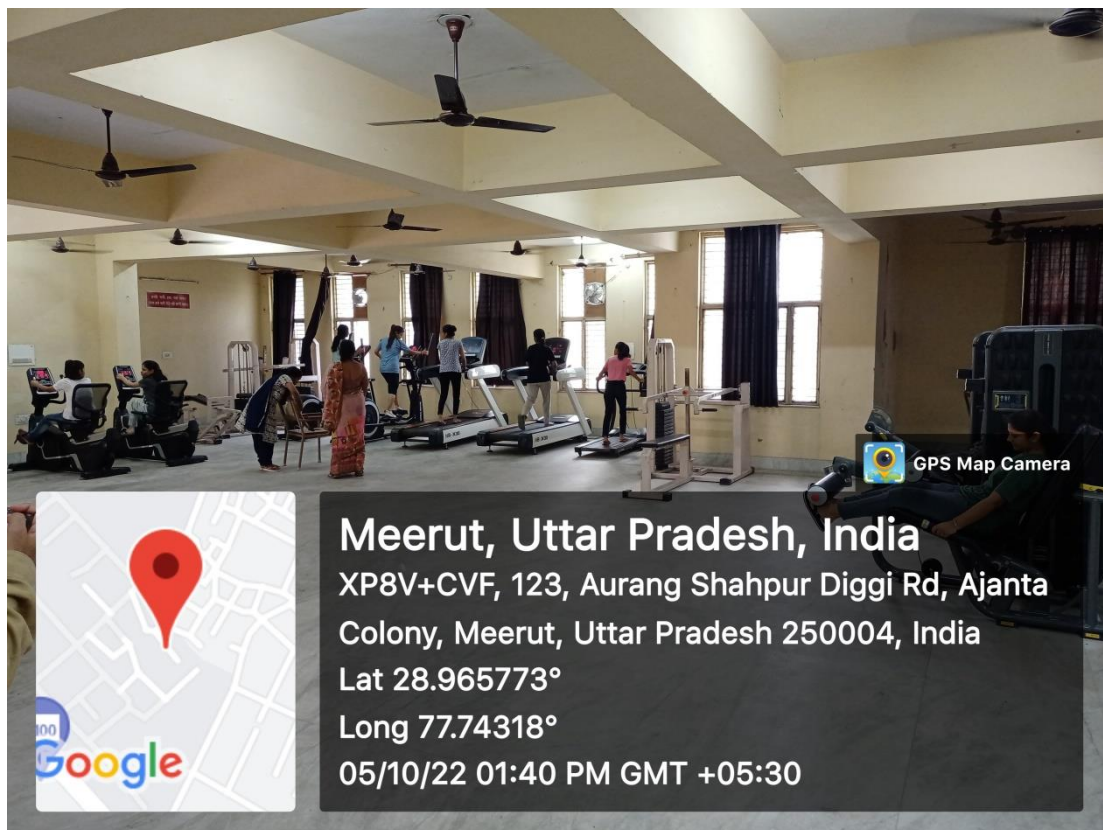 GPS Map Camera
Meerut, Uttar Pradesh, India
XP8V+CVF, 123, Aurang Shahpur Diggi Rd, Ajanta
Colony, Meerut, Uttar Pradesh 250004, India
Lat 28.965773°
Long 77.74318°
05/10/22 01:40 PM GMT +05:30
100
Google